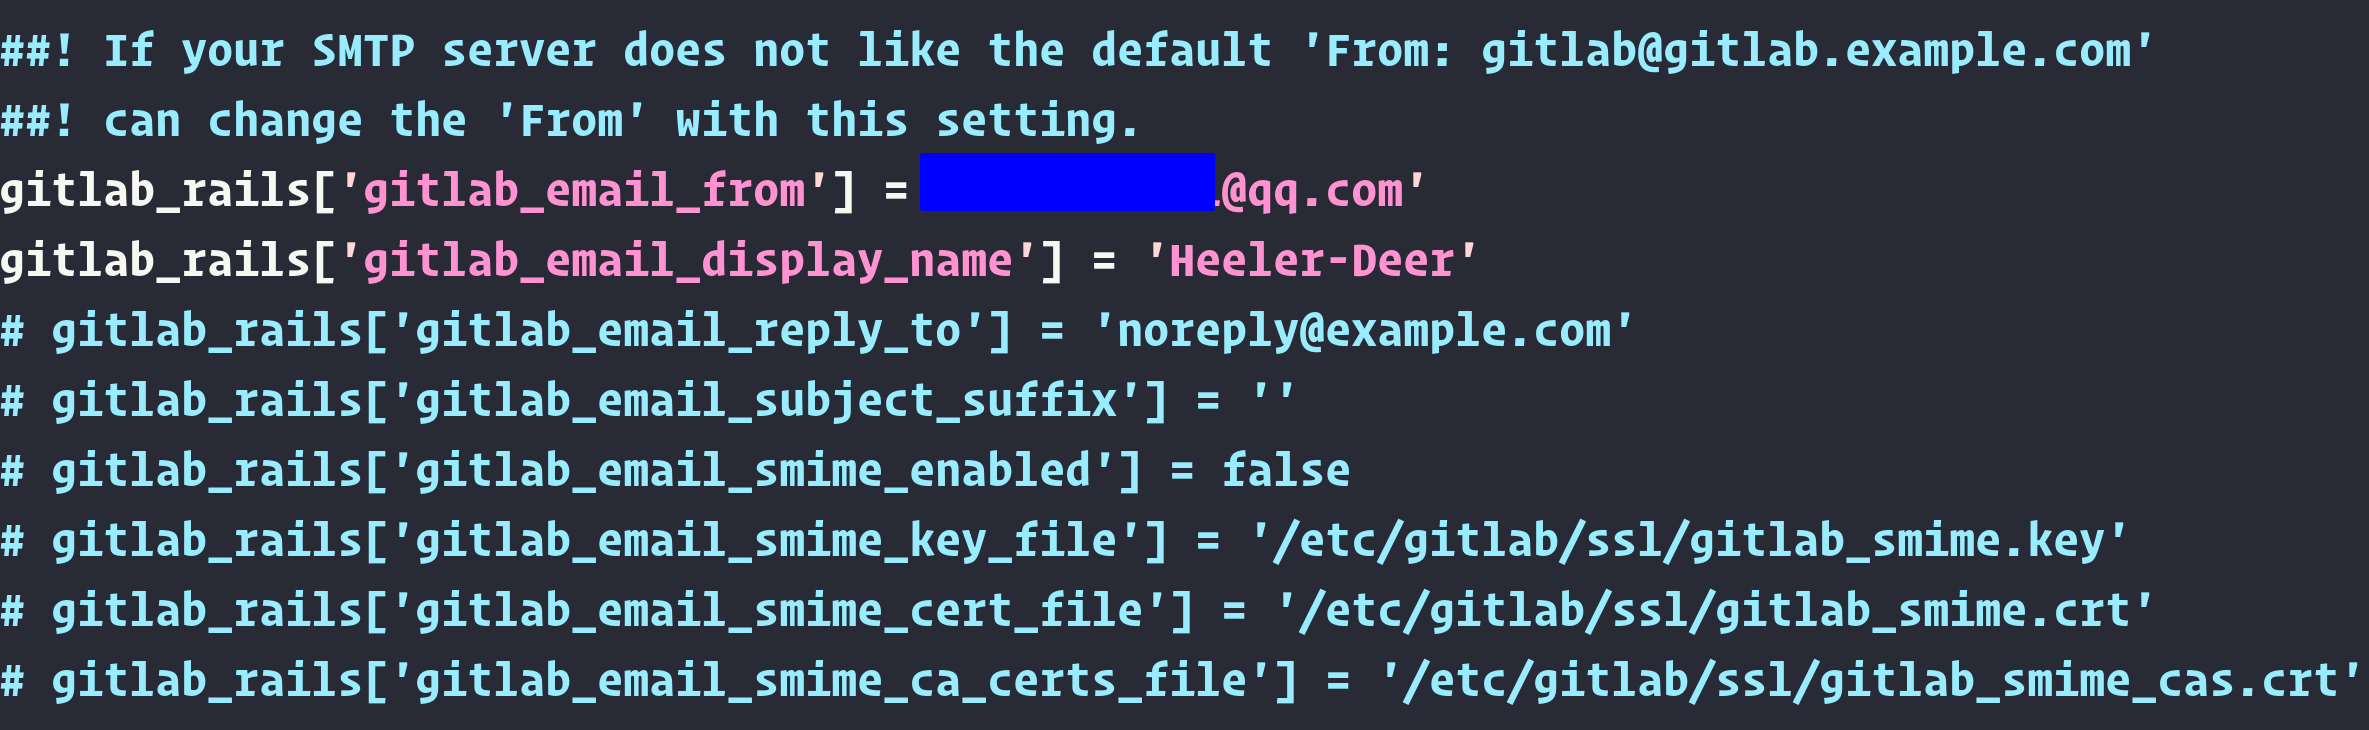 ##! If your SMTP server does not like the default 'From: gitlab@gitlab.example.com'
##! can change the 'From' with this setting.
gitlab_rails['gitlab_email_from'] = @qq.com'
gitlab_rails['gitlab_email_display_name'] = 'Heeler-Deer'
# gitlab_rails['gitlab_email_reply_to'] = 'noreply@example.com'
# gitlab_rails['gitlab_email_subject_suffix'] = ''
# gitlab_rails['gitlab_email_smime_enabled'] = false
# gitlab_rails['gitlab_email_smime_key_file'] = '/etc/gitlab/ssl/gitlab_smime.key'
# gitlab_rails['gitlab_email_smime_cert_file'] = '/etc/gitlab/ssl/gitlab_smime.crt'
# gitlab_rails['gitlab_email_smime_ca_certs_file'] = '/etc/gitlab/ssl/gitlab_smime_cas.crt'